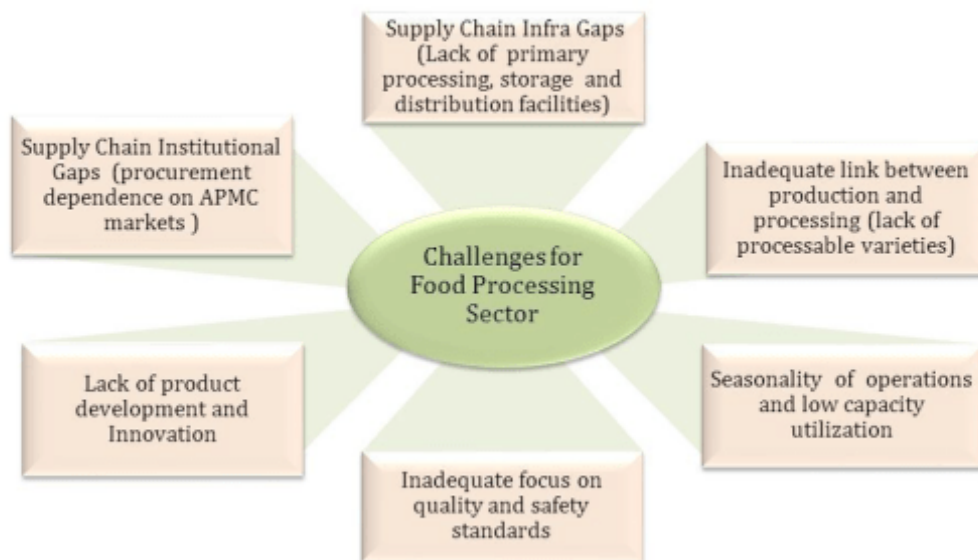 Supply Chain Infra Gaps
(Lack of primary
processing, storage and
distribution facilities)
Supply Chain Institutional
Gaps (procurement
dependence on APMC
markets )
Inadequate link between
production and
processing (lack of
processable varieties)
Challenges for
Food Processing
Sector
Lack of product
development and
Innovation
Seasonality of operations
and low capacity
utilization
Inadequate focus on
quality and safety
standards